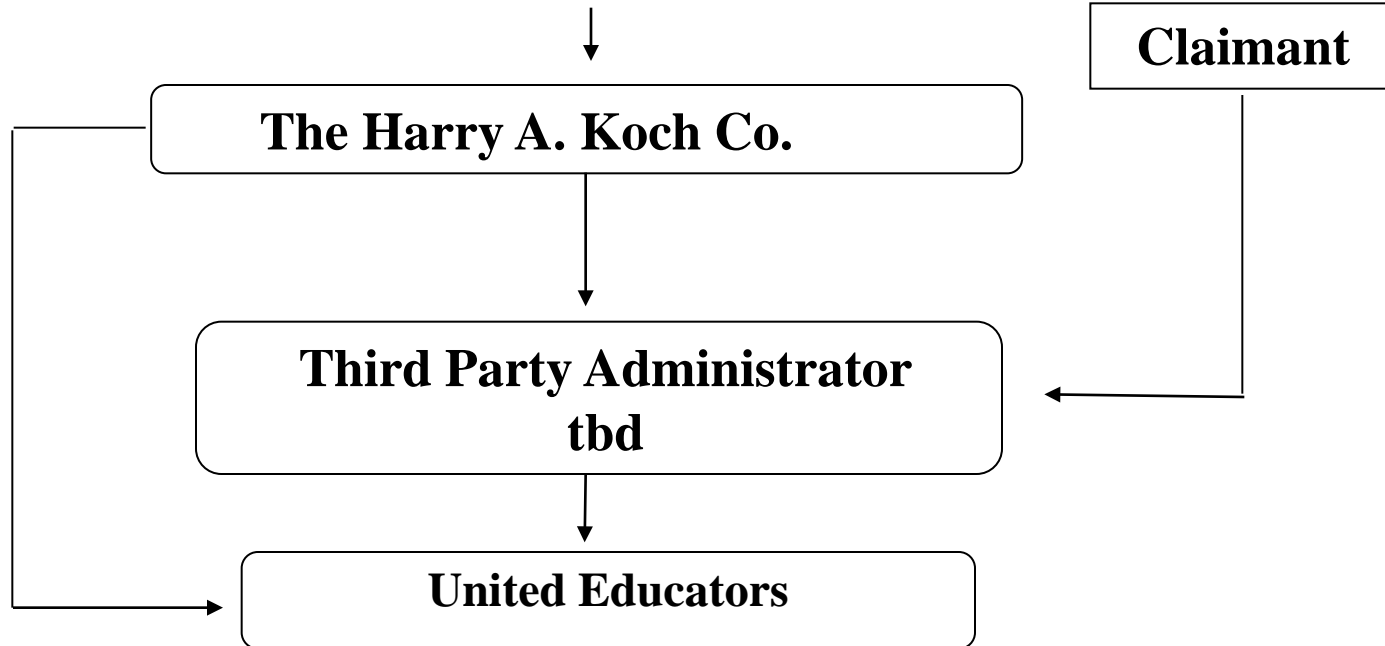 Claimant
The Harry A. Koch Co.
Third Party Administrator
tbd
United Educators